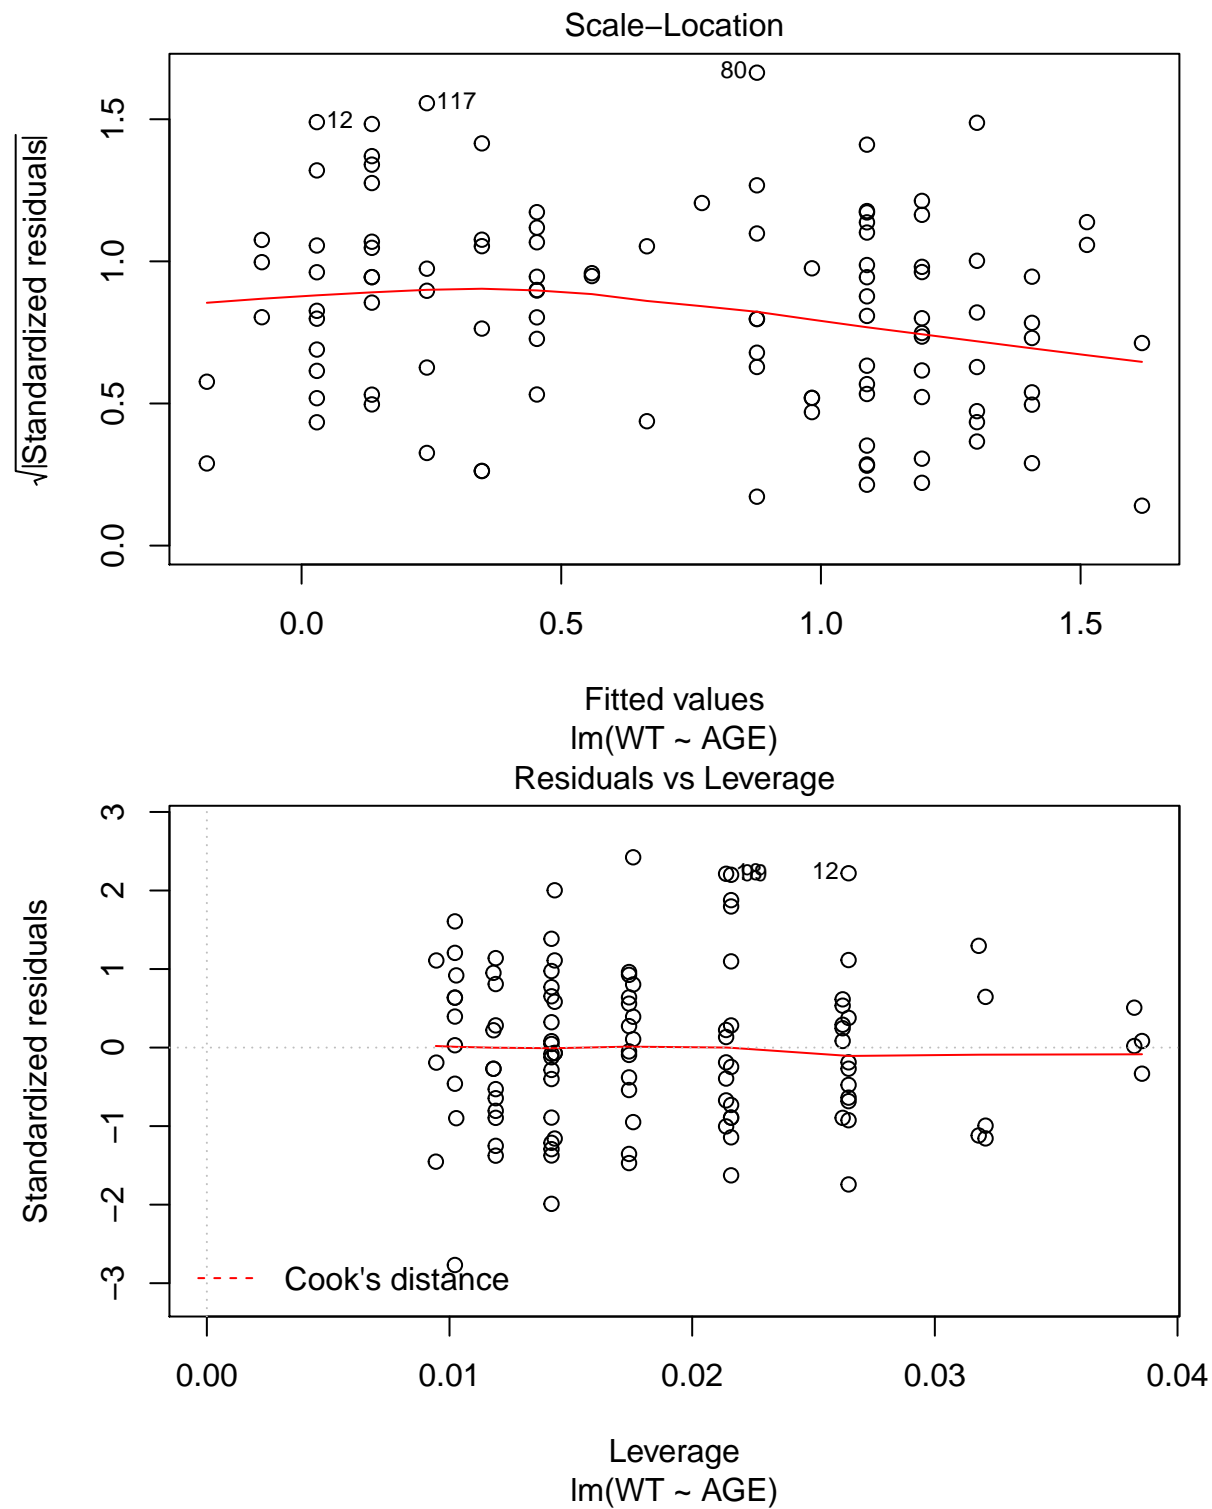 Scale−Location
√|Standardized residuals|
1.5
1.0
0.5
0.0
12
117
80
0.0 0.5 1.0 1.5
Fitted values
lm(WT ~ AGE)
Residuals vs Leverage
Standardized residuals
3
2
1
0
−1
−2
−3
12
Cook's distance
0.00 0.01 0.02 0.03 0.04
Leverage
lm(WT ~ AGE)